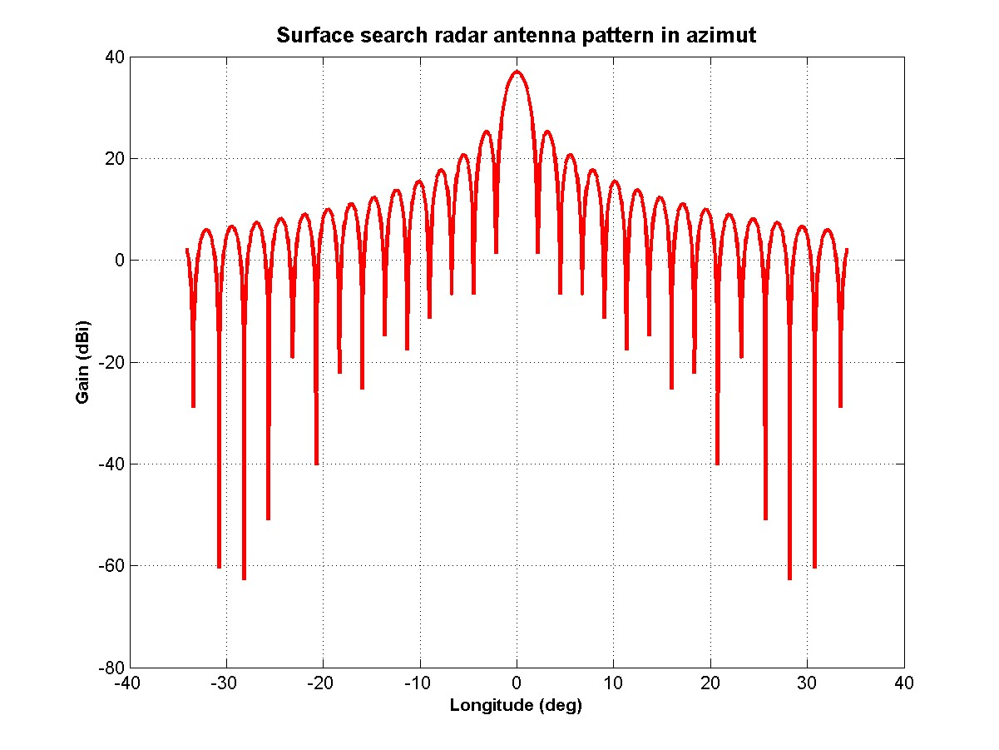 Surface search radar antenna pattern in azimut
40
20
0
-20
-40
-60
-80
Gain (dBi)
-40 -30 -20 -10 0 10 20 30 40
Longitude (deg)